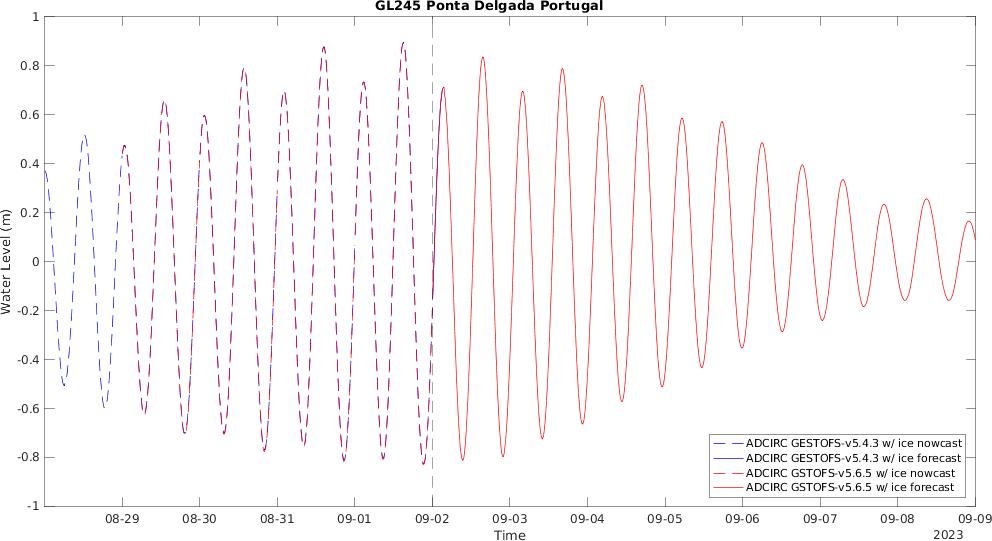 GL245 Ponta Delgada Portugal
Water Level (m)
1
0.8
0.6
0.4
0.2
0
-0.2
-0.4
-0.6
-0.8
-1
ADCIRC GESTOFS-v5.4.3 w/ ice nowcast
ADCIRC GESTOFS-v5.4.3 w/ ice forecast
ADCIRC GSTOFS-v5.6.5 w/ ice nowcast
ADCIRC GSTOFS-v5.6.5 w/ ice forecast
08-29 08-30 08-31 09-01 09-02 09-03 09-04 09-05 09-06 09-07 09-08 09-09
Time
2023